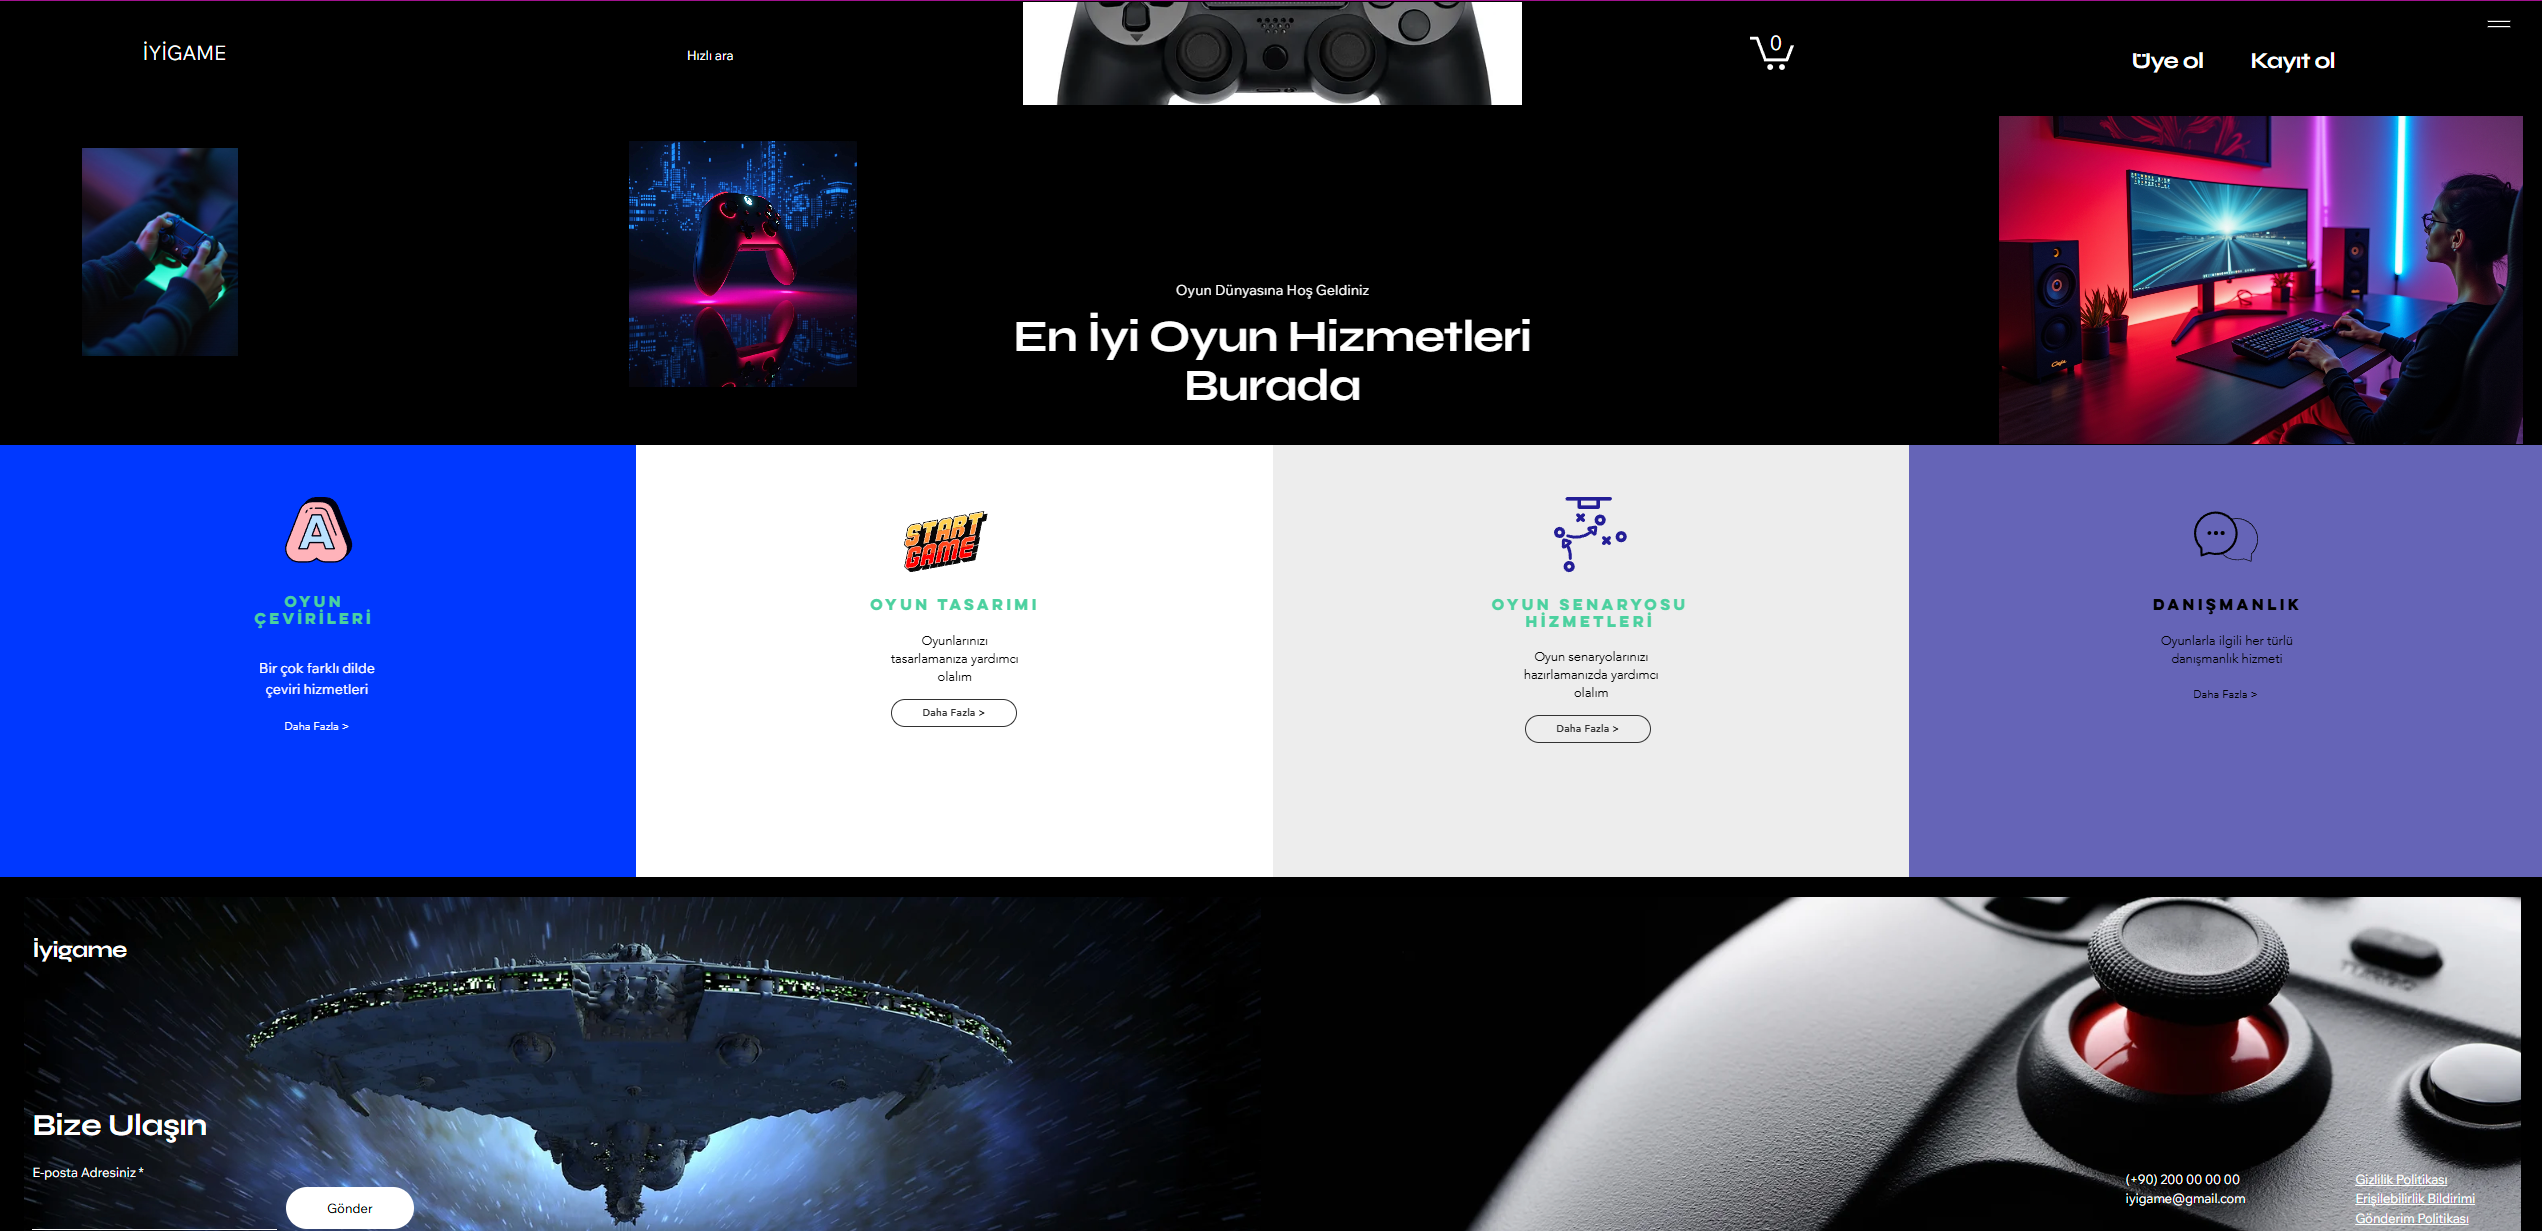 İYİGAME
Hızlı ara
0
Üye ol
Kayıt ol
Oyun Dünyasına Hoş Geldiniz
En İyi Oyun Hizmetleri
Burada
A
OYUN
ÇEVİRİLERİ
Bir çok farklı dilde
çeviri hizmetleri
Daha Fazla >
START
GAME
OYUN TASARIMI
Oyunlarınızı
tasarlamanıza yardımcı
olalım
Daha Fazla >
OYUN SENARYOSU
HİZMETLERİ
Oyun senaryolarınızı
hazırlamanızda yardımcı
olalım
Daha Fazla >
DANIŞMANLIK
Oyunlarla ilgili her türlü
danışmanlık hizmeti
Daha Fazla >
İyigame
TURBO
Bize Ulaşın
E-posta Adresiniz *
Gönder
(+90) 200 00 00 00
iyigame@gmail.com
Gizlilik Politikası
Erişilebilirlik Bildirimi
Gönderim Politikası